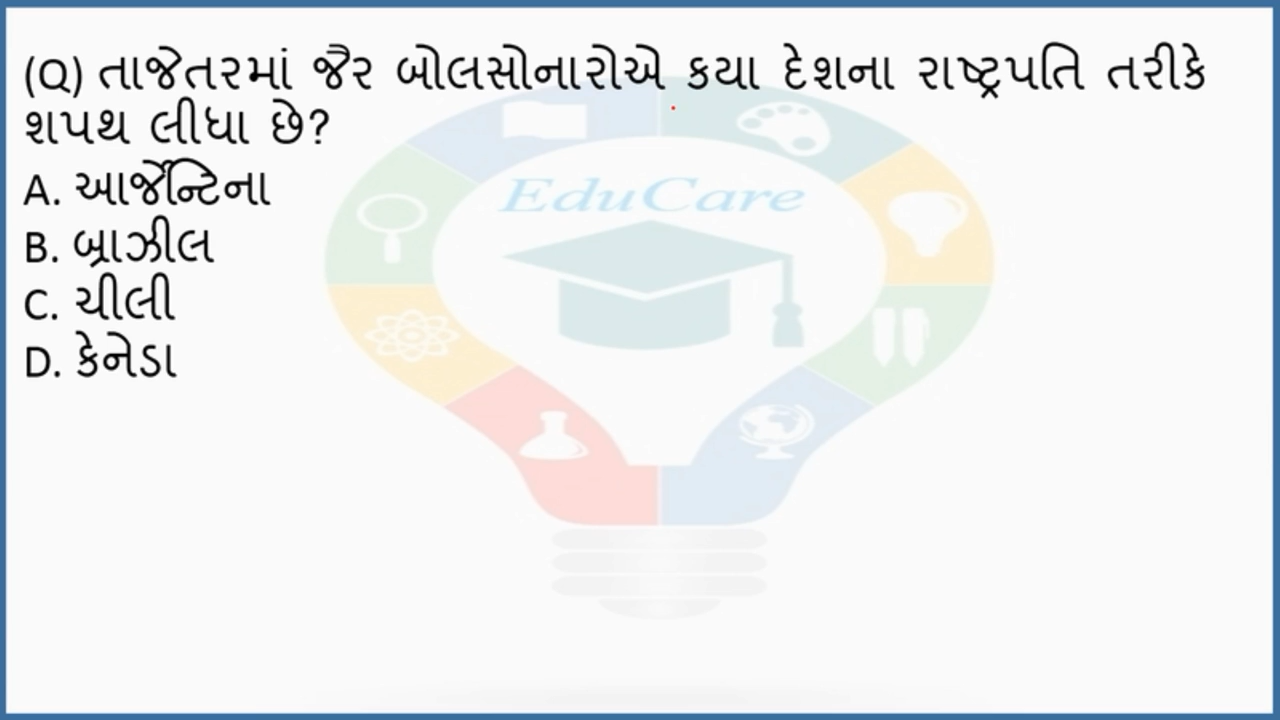 (Q) તાજેતરમાં જૈર બોલસોનારોએ કયા દેશના રાષ્ટ્રપતિ તરીકે
શપથ લીધા છે?
A. આર્જેન્ટિના
B. બ્રાઝીલ
C. ચીલી
D. કેનેડા
EduCare